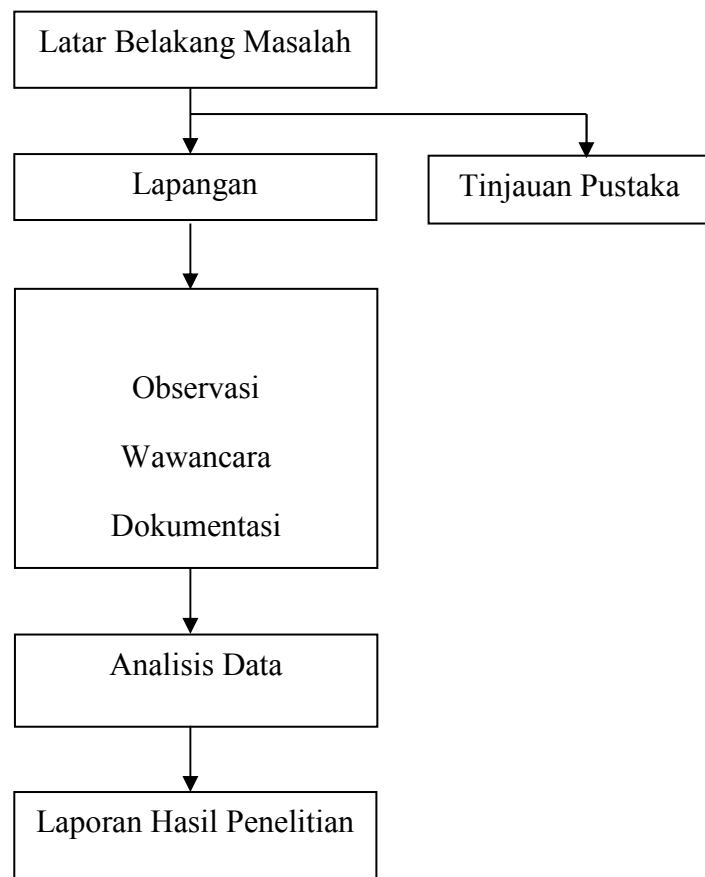 Latar Belakang Masalah
Lapangan
Tinjauan Pustaka
Observasi
Wawancara
Dokumentasi
Analisis Data
Laporan Hasil Penelitian